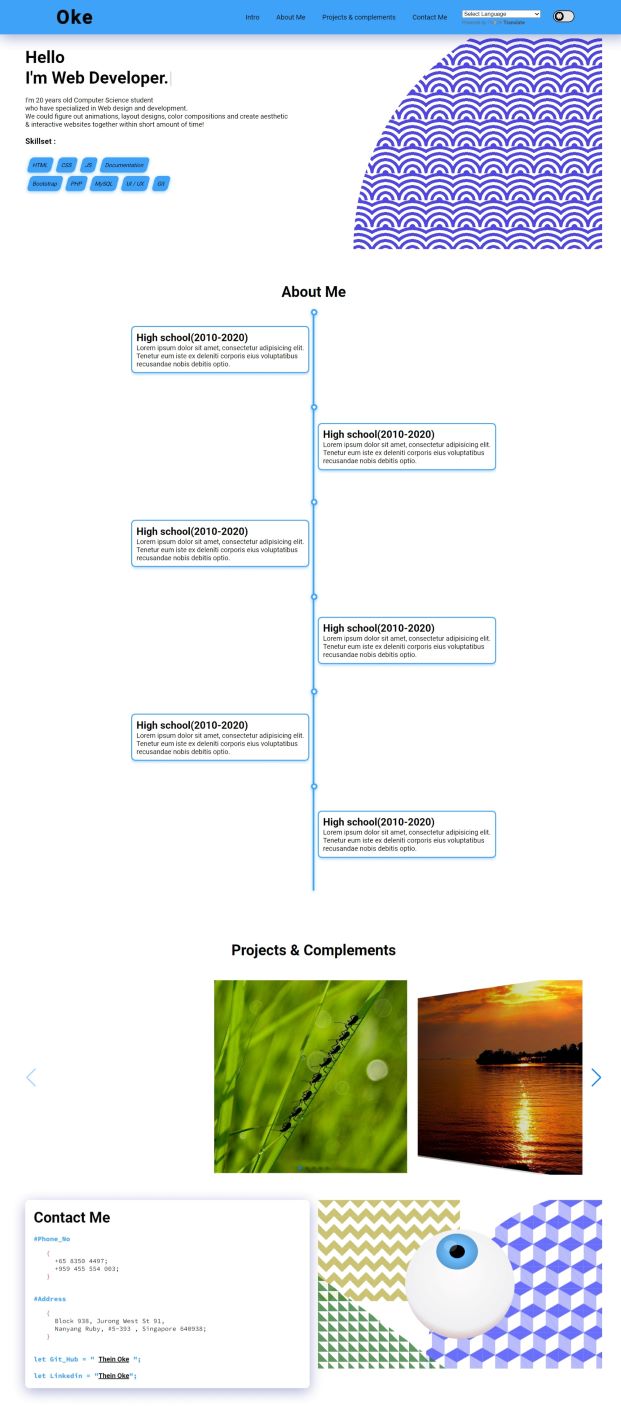 Oke
Intro
About Me
Projects & complements
Contact Me
Select Language
Translate
Hello
I'm Web Developer.
I'm 20 years old Computer Science student
who have specialized in Web design and development.
We could figure out animations, layout designs, color compositions and create aesthetic
& interactive websites together within short amount of time!
Skillset :
HTML
CSS
JS
Documentation
Bootstrap
PHP
MySQL
UI / UX
Git
About Me
High school(2010-2020)
Lorem ipsum dolor sit amet, consectetur adipisicing elit.
Tenetur eum iste ex deleniti corporis eius voluptatibus
recusandae nobis debitis optio.
High school(2010-2020)
Lorem ipsum dolor sit amet, consectetur adipisicing elit.
Tenetur eum iste ex deleniti corporis eius voluptatibus
recusandae nobis debitis optio.
High school(2010-2020)
Lorem ipsum dolor sit amet, consectetur adipisicing elit.
Tenetur eum iste ex deleniti corporis eius voluptatibus
recusandae nobis debitis optio.
High school(2010-2020)
Lorem ipsum dolor sit amet, consectetur adipisicing elit.
Tenetur eum iste ex deleniti corporis eius voluptatibus
recusandae nobis debitis optio.
High school(2010-2020)
Lorem ipsum dolor sit amet, consectetur adipisicing elit.
Tenetur eum iste ex deleniti corporis eius voluptatibus
recusandae nobis debitis optio.
High school(2010-2020)
Lorem ipsum dolor sit amet, consectetur adipisicing elit.
Tenetur eum iste ex deleniti corporis eius voluptatibus
recusandae nobis debitis optio.
Projects & Complements
Contact Me
#Phone_No
{
+65 8350 4497;
+959 455 554 003;
}
#Address
{
Block 938, Jurong West St 91,
Nanyang Ruby, #5-393 , Singapore 640938;
}
let Git_Hub = " Thein Oke ";
let Linkedin = "Thein Oke";